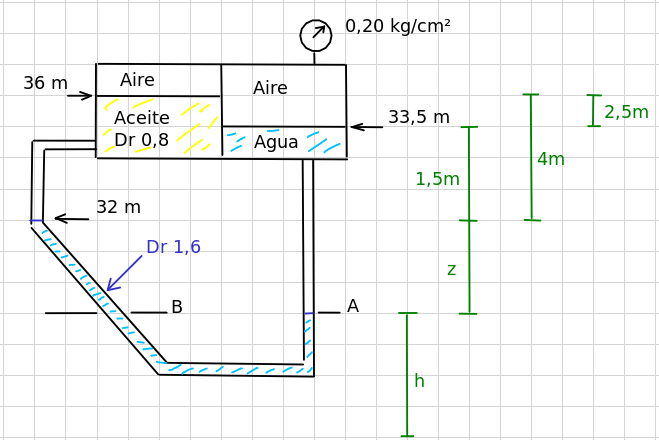 0,20 kg/cm²
36 m
Aire
Aire
Aceite
Dr 0,8
Agua
33,5 m
2,5m
4m
1,5m
32 m
Dr 1,6
z
B
A
h